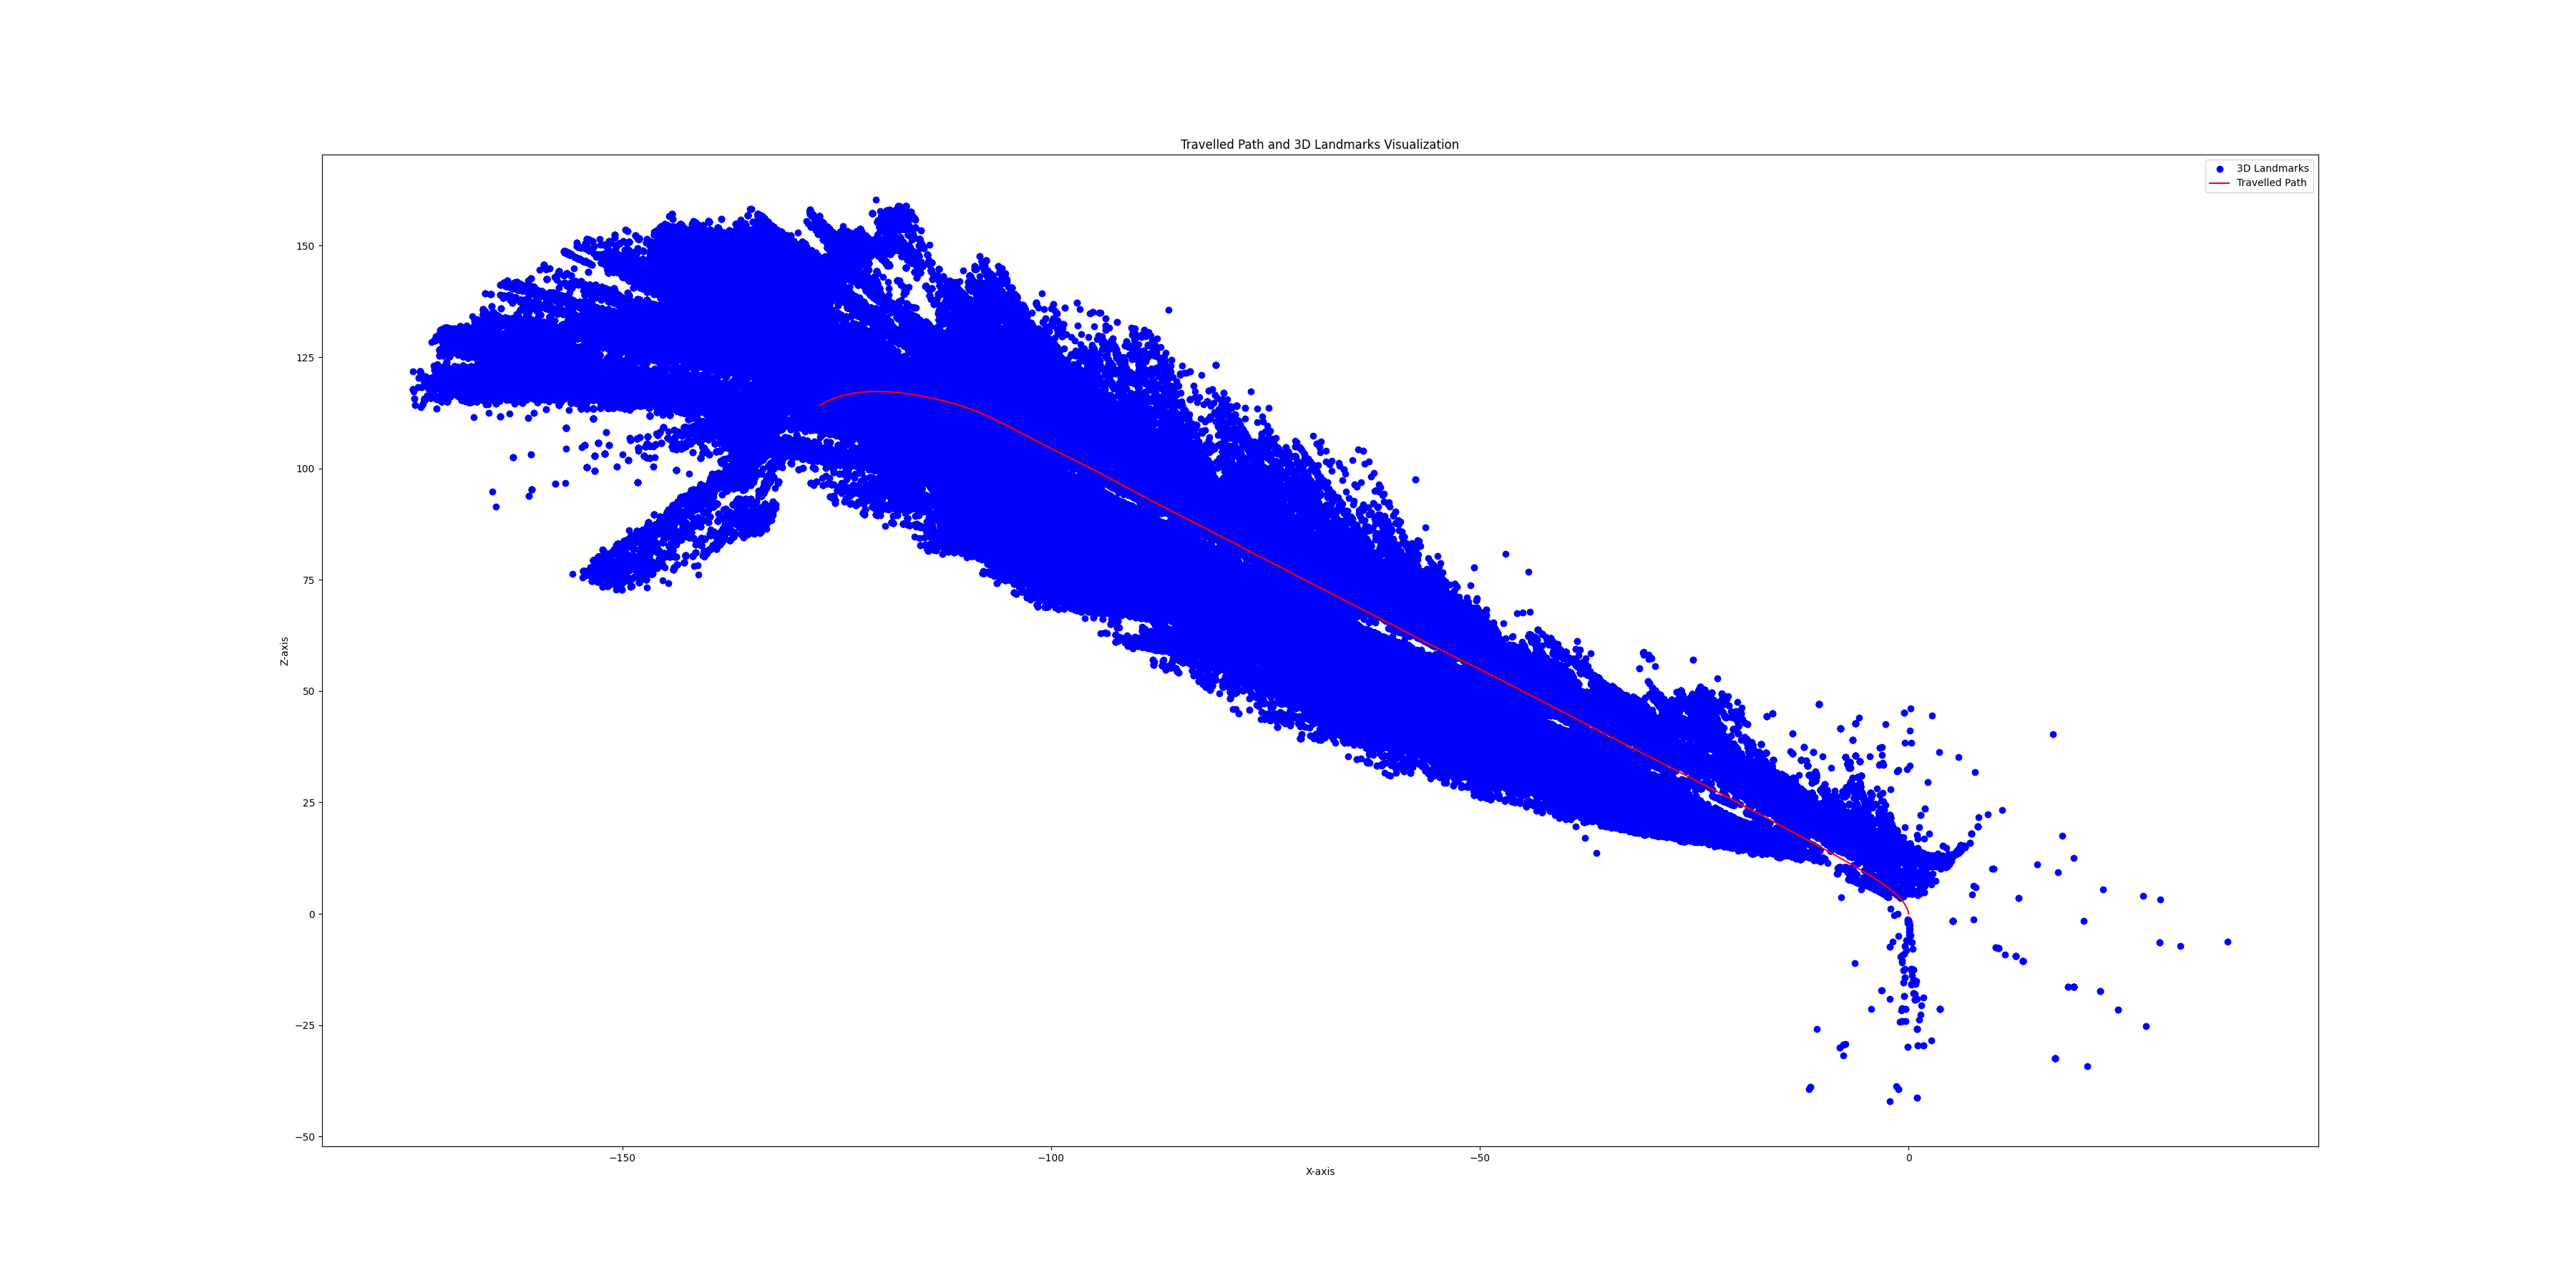 Travelled Path and 3D Landmarks Visualization
3D Landmarks
Travelled Path
150
125
100
75
50
25
0
−25
−50
Z-axis
−150
−100
−50
0
X-axis